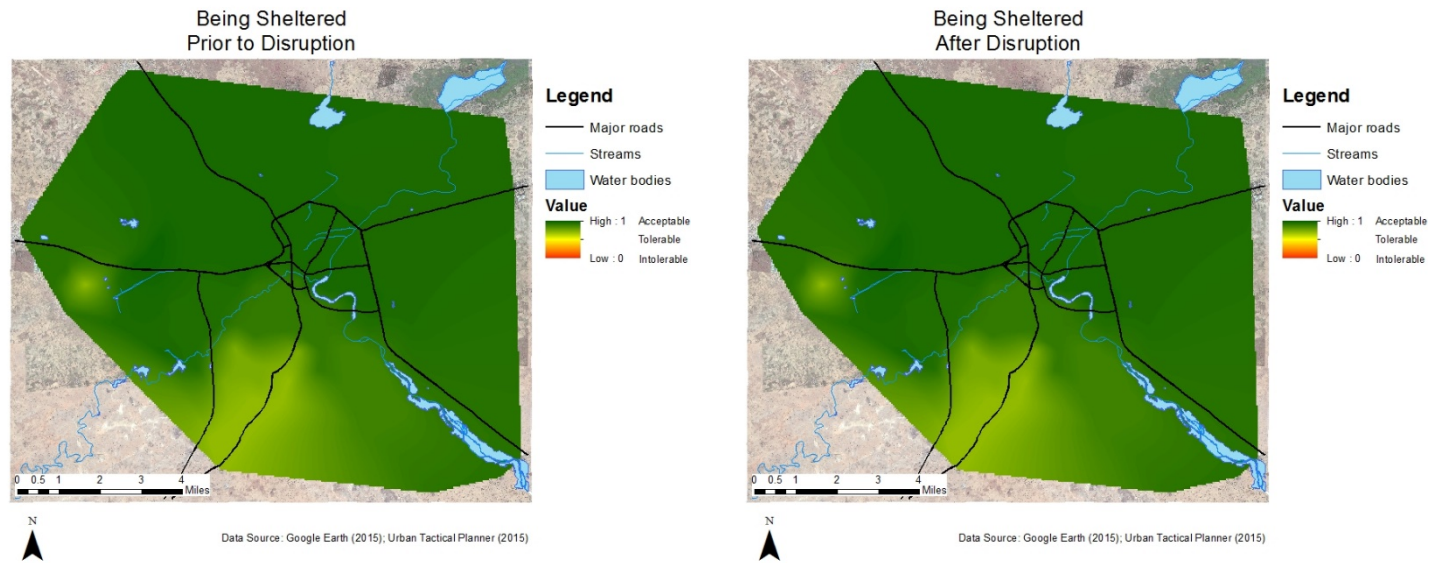 Being Sheltered
Prior to Disruption
Legend
Major roads
Streams
Water bodies
Value
High : 1 Acceptable
Tolerable
Low : 0 Intolerable
0 0.5 1 2 3 4
Miles
N
Data Source: Google Earth (2015); Urban Tactical Planner (2015)
Being Sheltered
After Disruption
Legend
Major roads
Streams
Water bodies
Value
High : 1 Acceptable
Tolerable
Low : 0 Intolerable
0 0.5 1 2 3 4
Miles
N
Data Source: Google Earth (2015); Urban Tactical Planner (2015)